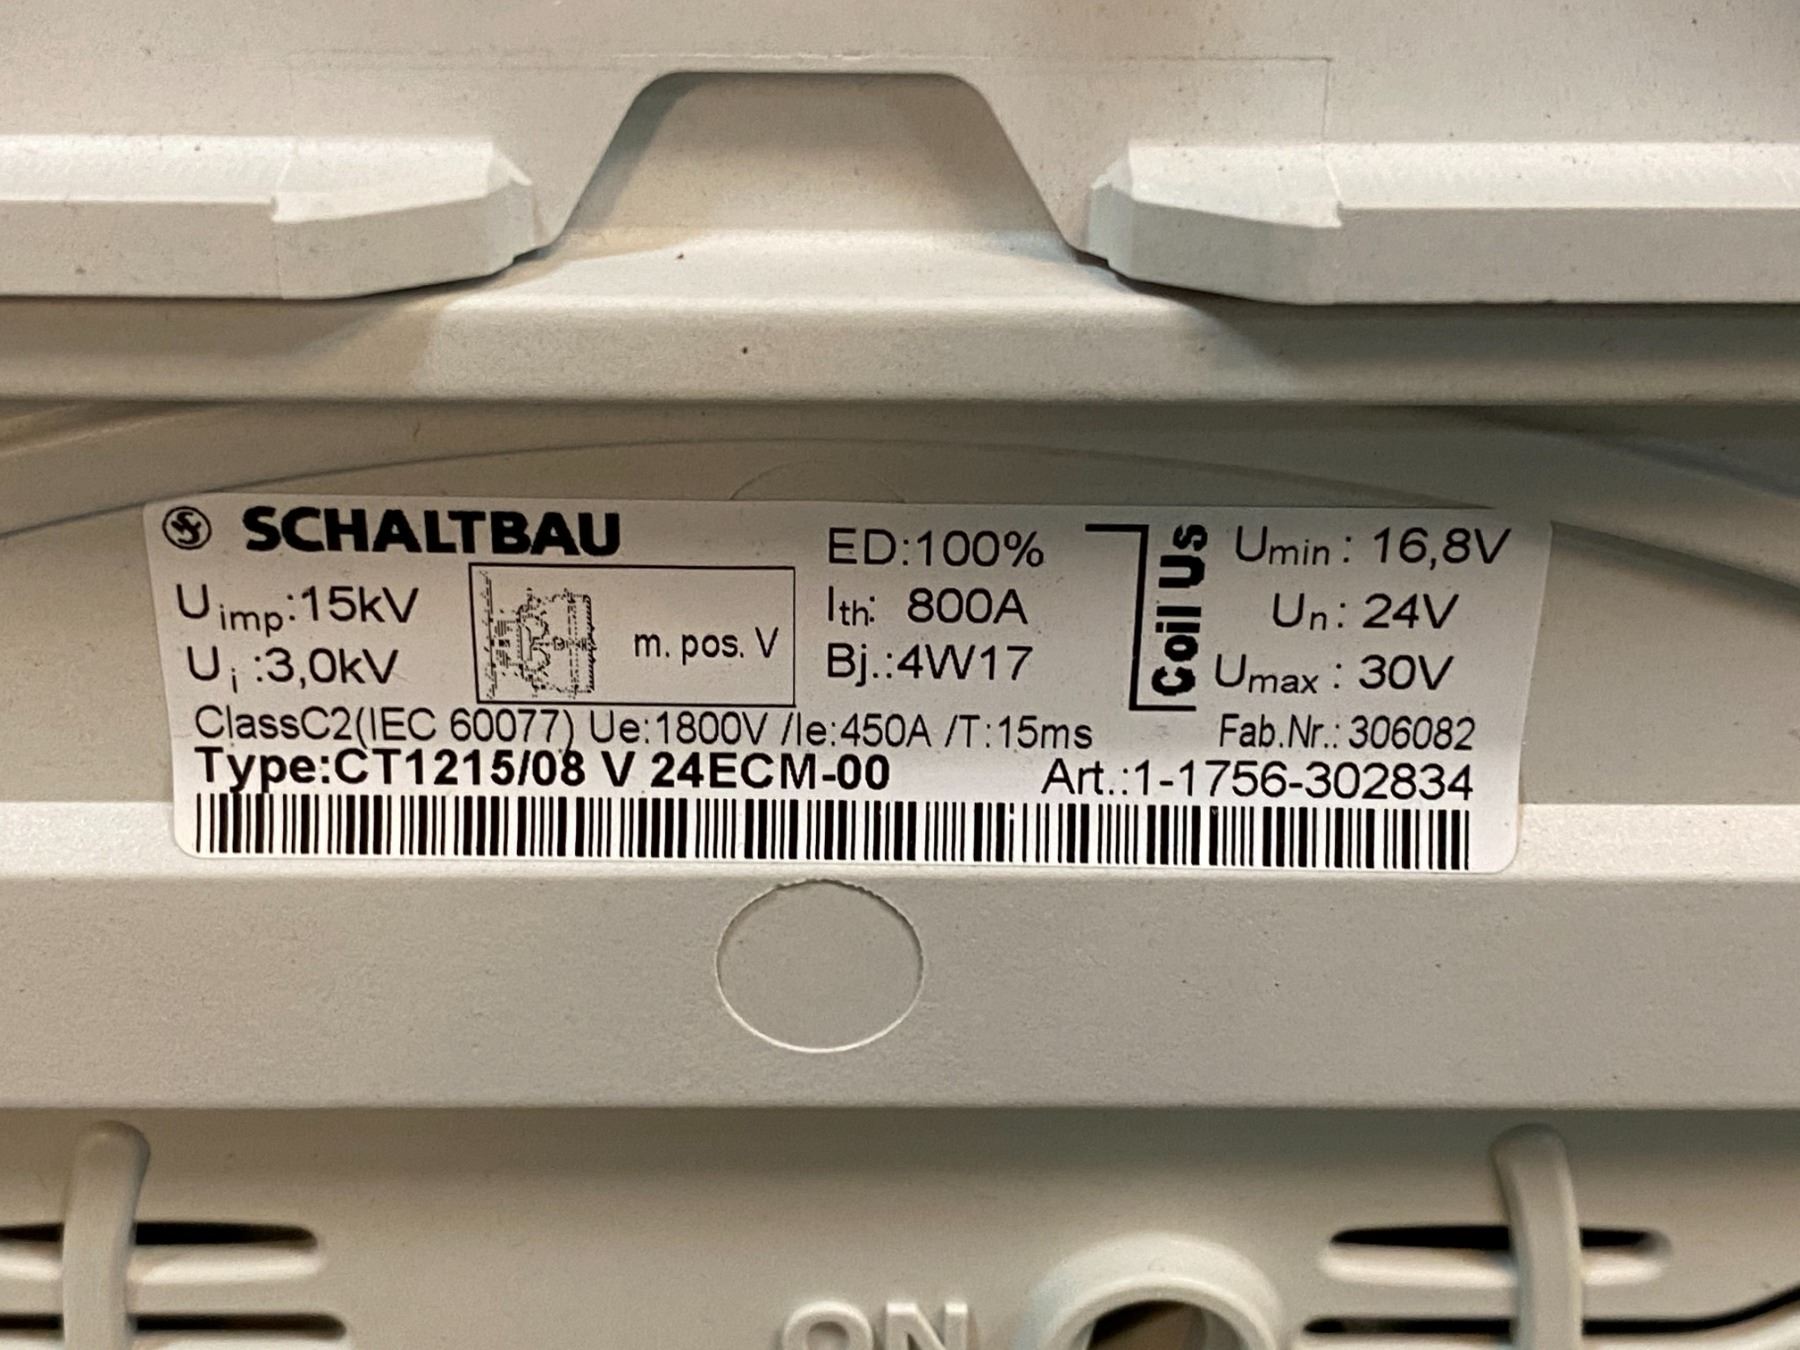 SCHALTBAU
Uimp:15kV
Ui :3,0kV
m. pos. V
ED:100%
Ith: 800A
Bj.:4W17
Coil Us
Umin : 16,8V
Un : 24V
Umax : 30V
ClassC2(IEC 60077) Ue:1800V /Ie:450A /T:15ms
Fab.Nr.: 306082
Type:CT1215/08 V 24ECM-00
Art.:1-1756-302834
ON